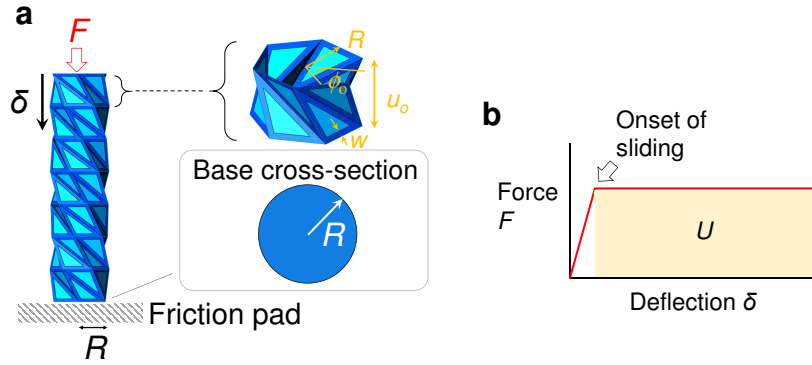 a
F
δ
R
ϕo
uo
w
Base cross-section
R
Friction pad
R
b
Onset of
sliding
Force
F
U
Deflection δ